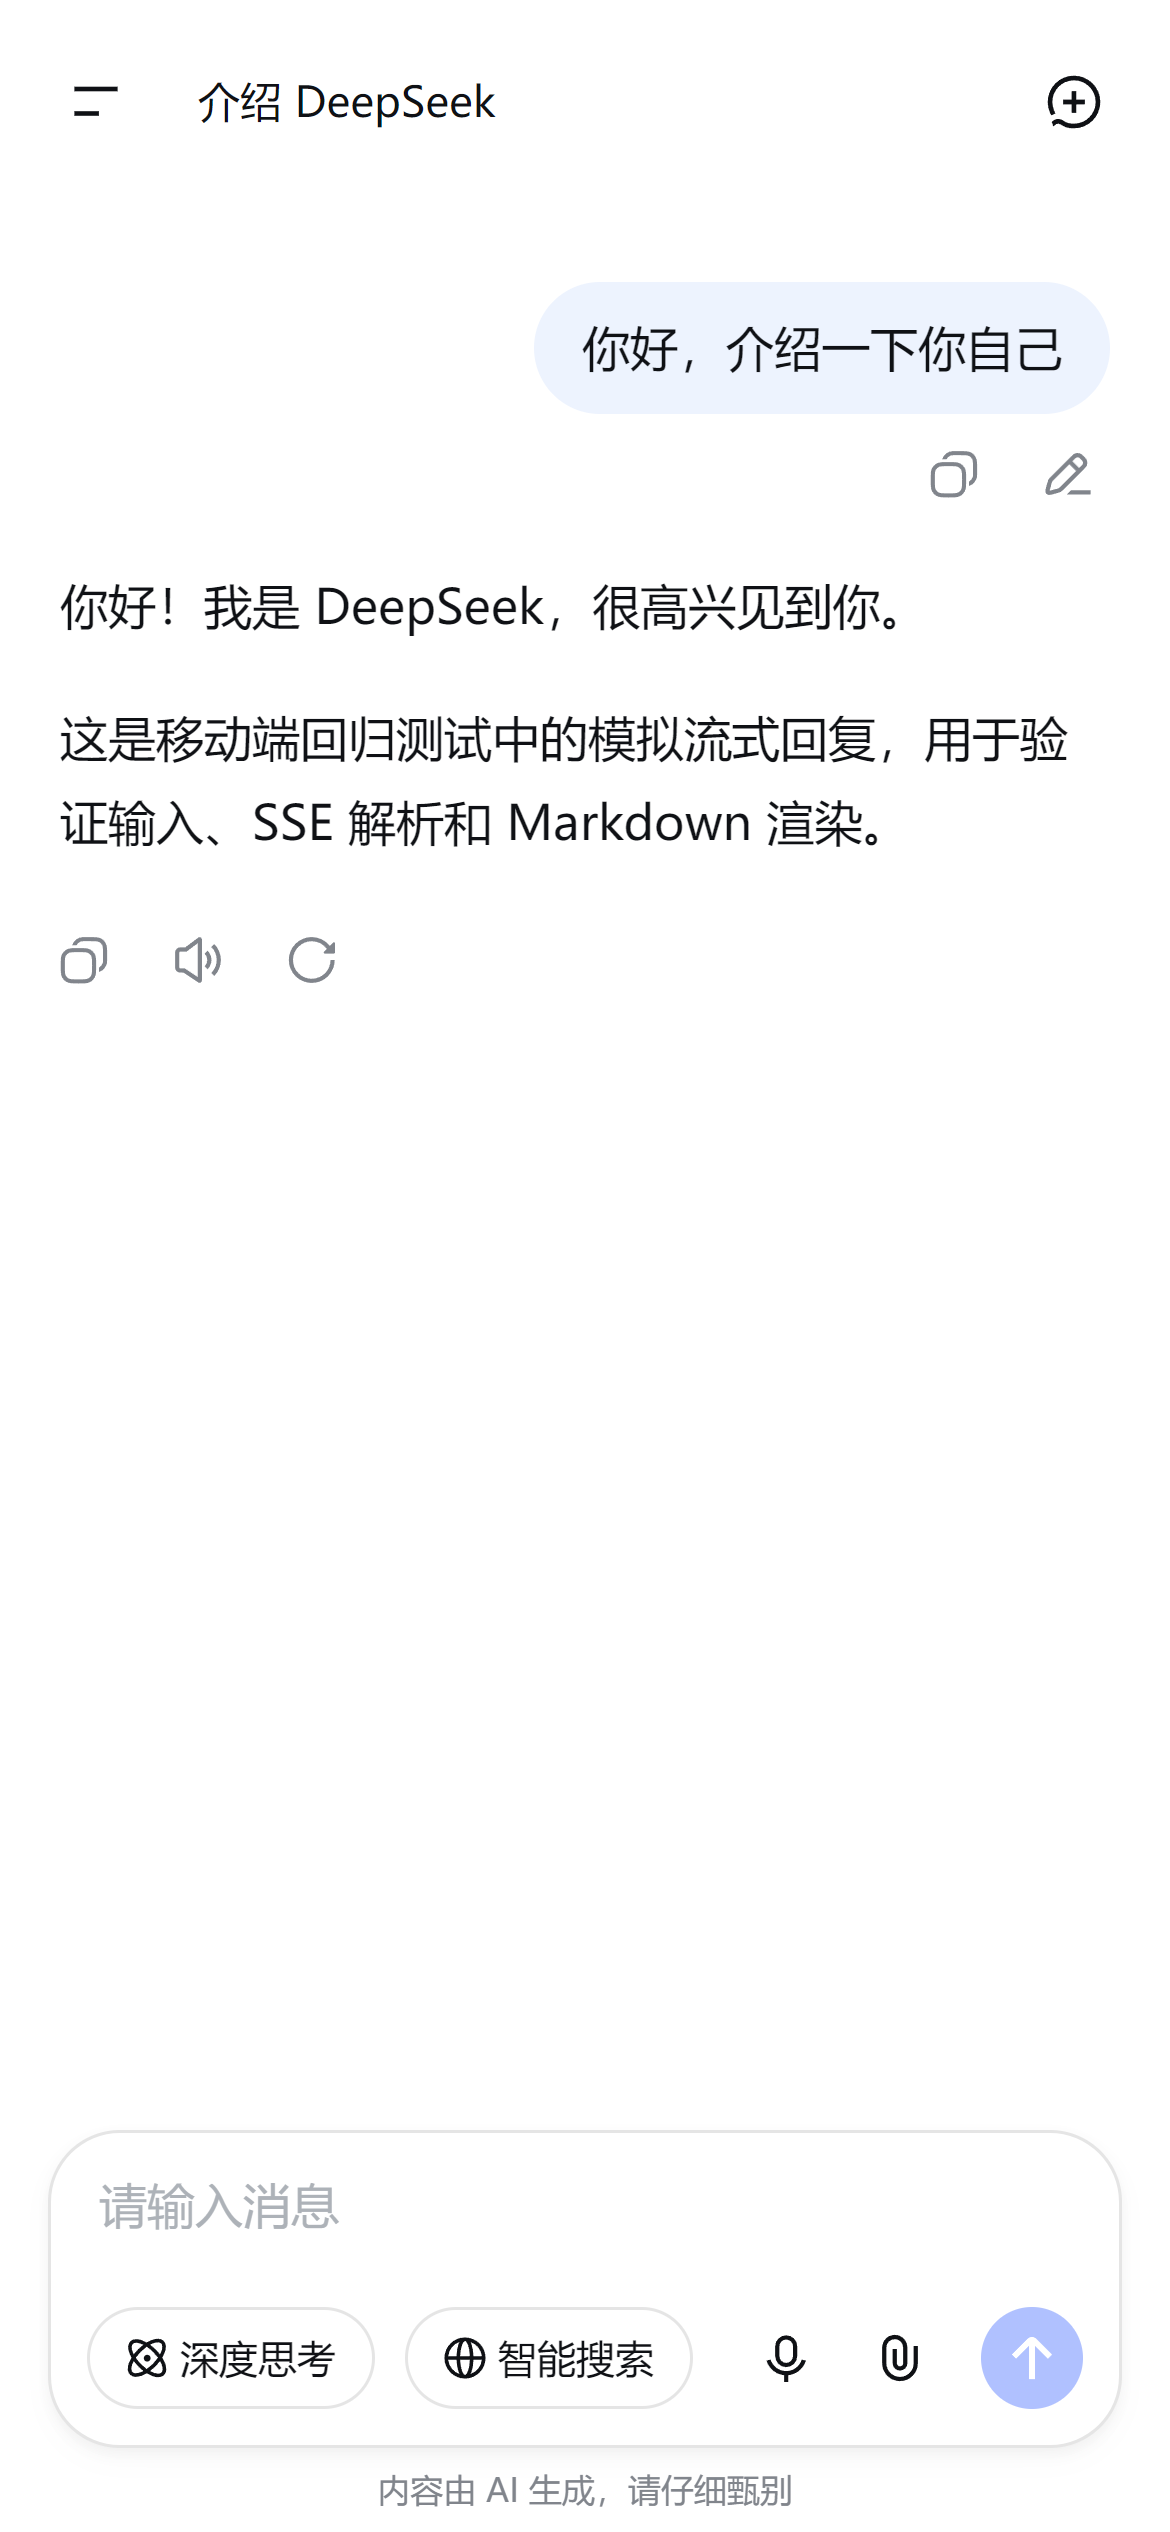 介绍 DeepSeek
你好，介绍一下你自己
你好！我是 DeepSeek，很高兴见到你。
这是移动端回归测试中的模拟流式回复，用于验
证输入、SSE 解析和 Markdown 渲染。
请输入消息
深度思考
智能搜索
内容由 AI 生成，请仔细甄别